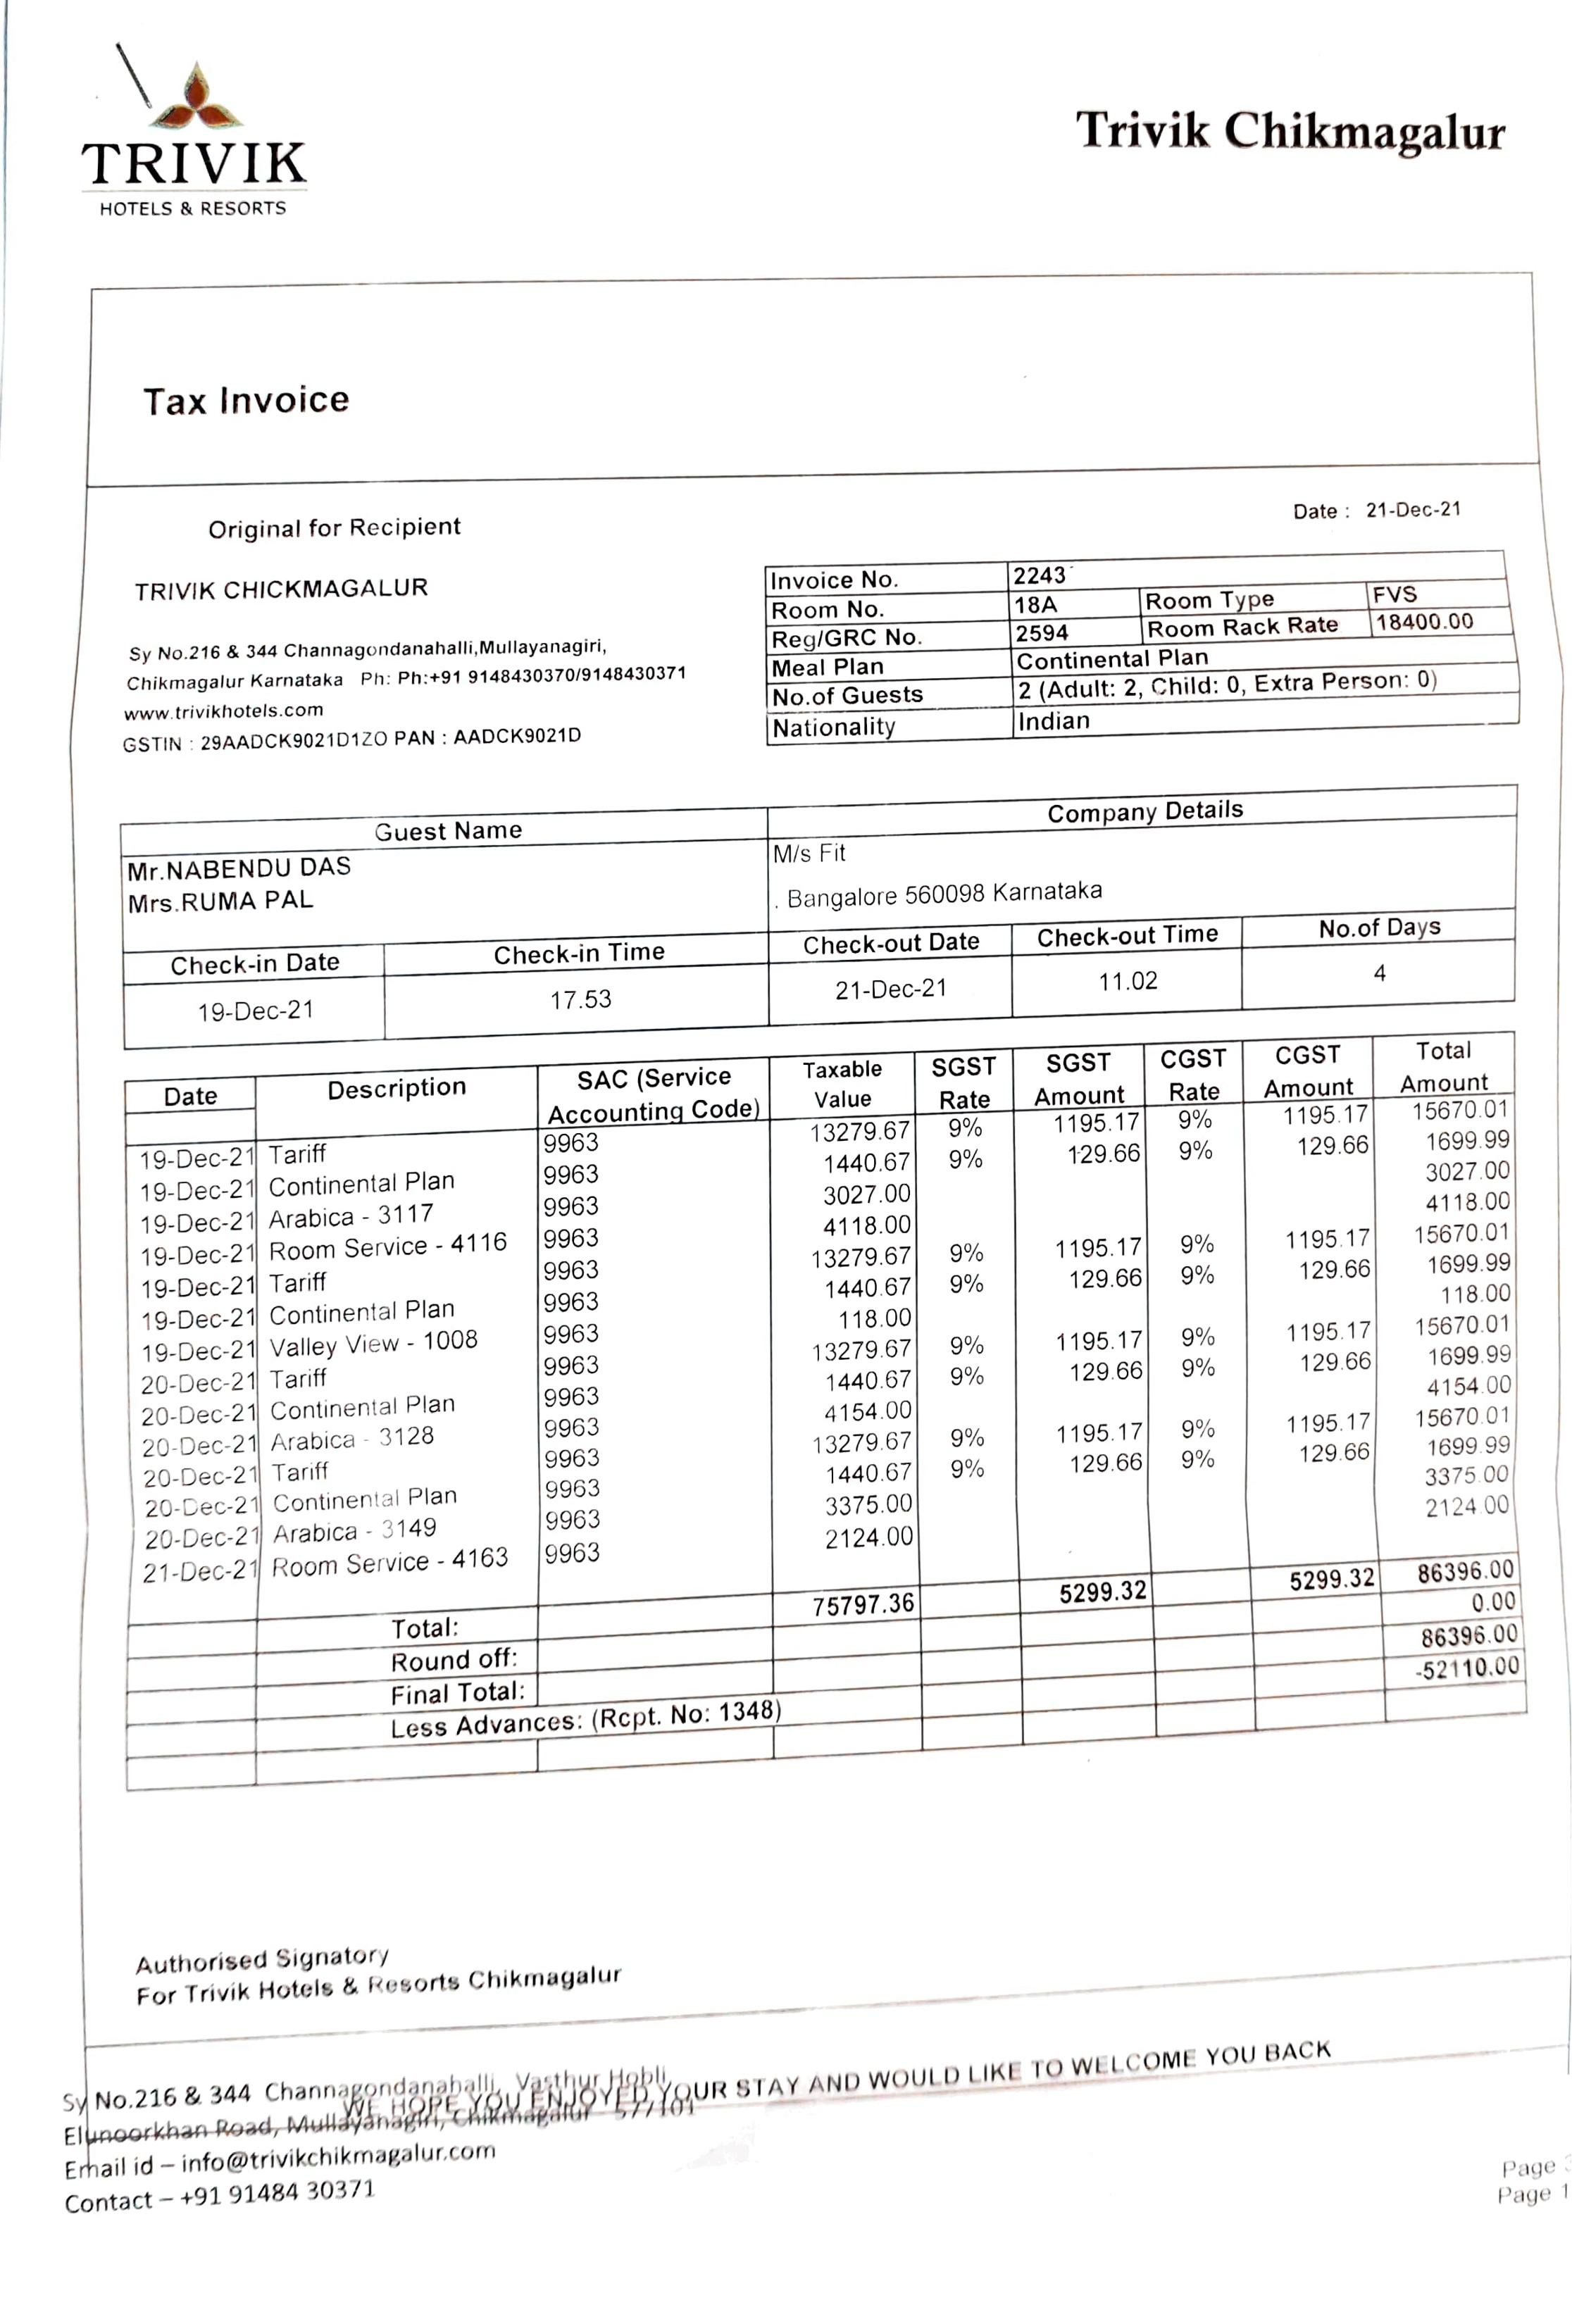 TRIVIK
HOTELS & RESORTS
Trivik Chikmagalur
Tax Invoice
Original for Recipient
Date : 21-Dec-21
TRIVIK CHICKMAGALUR
Sy No.216 & 344 Channagondanahalli,Mullayanagiri,
Chikmagalur Karnataka Ph: Ph:+91 9148430370/9148430371
www.trivikhotels.com
GSTIN : 29AADCK9021D1ZO PAN : AADCK9021D
Invoice No. 2243
Room No. 18A Room Type FVS
Reg/GRC No. 2594 Room Rack Rate 18400.00
Meal Plan Continental Plan
No.of Guests 2 (Adult: 2, Child: 0, Extra Person: 0)
Nationality Indian
Guest Name Company Details
Mr.NABENDU DAS M/s Fit
Mrs.RUMA PAL . Bangalore 560098 Karnataka
Check-in Date Check-in Time Check-out Date Check-out Time No.of Days
19-Dec-21 17.53 21-Dec-21 11.02 4
Date Description SAC (Service Taxable SGST SGST CGST CGST Total
Accounting Code) Value Rate Amount Rate Amount Amount
19-Dec-21 Tariff 9963 13279.67 9% 1195.17 9% 1195.17 15670.01
19-Dec-21 Continental Plan 9963 1440.67 9% 129.66 9% 129.66 1699.99
19-Dec-21 Arabica - 3117 9963 3027.00 3027.00
19-Dec-21 Room Service - 4116 9963 4118.00 4118.00
19-Dec-21 Tariff 9963 13279.67 9% 1195.17 9% 1195.17 15670.01
19-Dec-21 Continental Plan 9963 1440.67 9% 129.66 9% 129.66 1699.99
19-Dec-21 Valley View - 1008 9963 118.00 118.00
20-Dec-21 Tariff 9963 13279.67 9% 1195.17 9% 1195.17 15670.01
20-Dec-21 Continental Plan 9963 1440.67 9% 129.66 9% 129.66 1699.99
20-Dec-21 Arabica - 3128 9963 4154.00 4154.00
20-Dec-21 Tariff 9963 13279.67 9% 1195.17 9% 1195.17 15670.01
20-Dec-21 Continental Plan 9963 1440.67 9% 129.66 9% 129.66 1699.99
20-Dec-21 Arabica - 3149 9963 3375.00 3375.00
21-Dec-21 Room Service - 4163 9963 2124.00 2124.00
Total: 75797.36 5299.32 5299.32 86396.00
Round off: 0.00
Final Total: 86396.00
Less Advances: (Rcpt. No: 1348) -52110.00
Authorised Signatory
For Trivik Hotels & Resorts Chikmagalur
WE HOPE YOU ENJOYED YOUR STAY AND WOULD LIKE TO WELCOME YOU BACK
Sy No.216 & 344 Channagondanahalli, Vasthur Hobli,
Elunoorkhan Road, Mullayanagiri, Chikmagalur 577101
Email id – info@trivikchikmagalur.com
Contact – +91 91484 30371
Page 3
Page 1